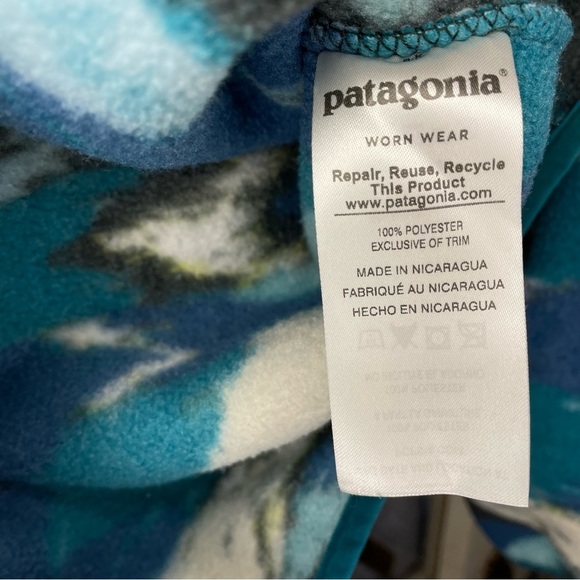 patagonia®
WORN WEAR
Repair, Reuse, Recycle
This Product
www.patagonia.com
100% POLYESTER
EXCLUSIVE OF TRIM
MADE IN NICARAGUA
FABRIQUÉ AU NICARAGUA
HECHO EN NICARAGUA